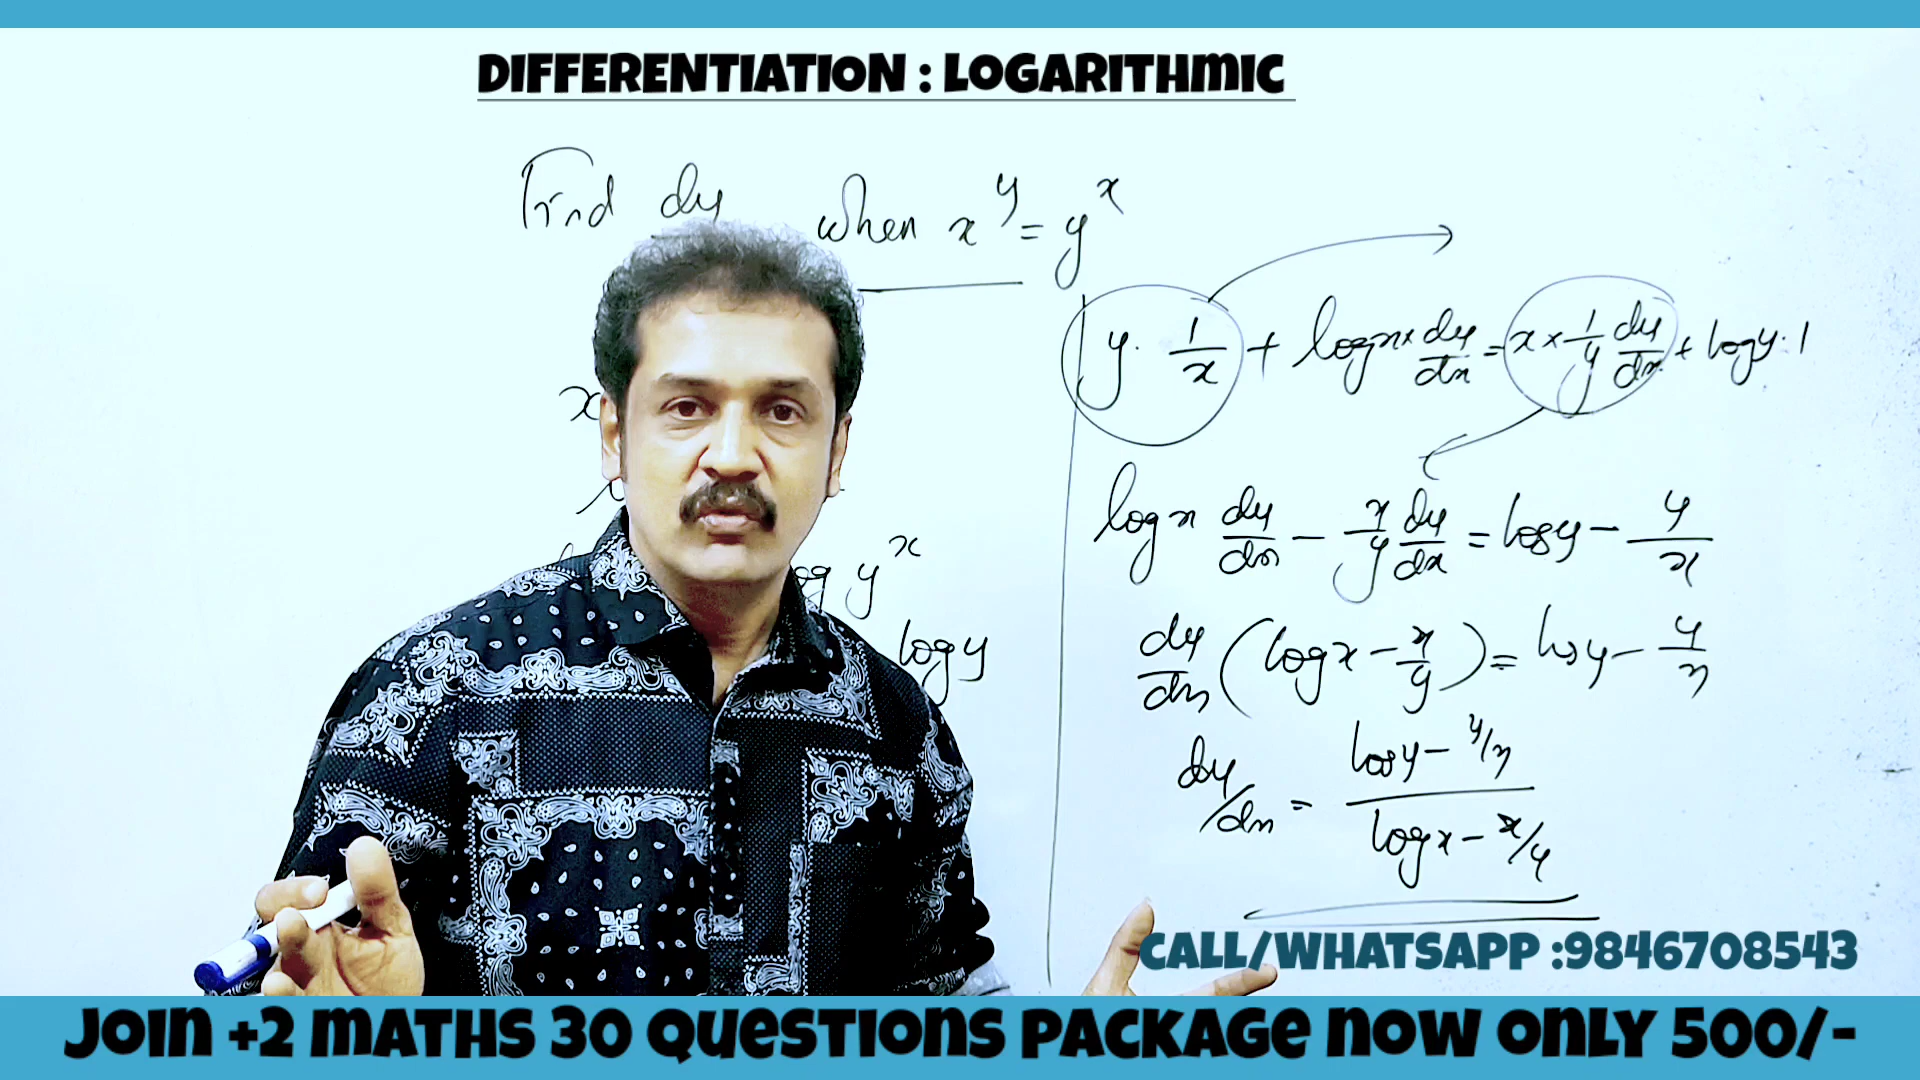 DIFFERENTIATION : LOGARITHMIC
Find dy when x^y = y^x
x
log y^x
log y
y · 1/x + log x × dy/dx = x × 1/y dy/dx + log y · 1
log x dy/dx − x/y dy/dx = log y − y/x
dy/dx (log x − x/y) = log y − y/x
dy/dx = (log y − y/x)/(log x − x/y)
CALL/WHATSAPP :9846708543
JOIN +2 MATHS 30 QUESTIONS PACKAGE NOW ONLY 500/-